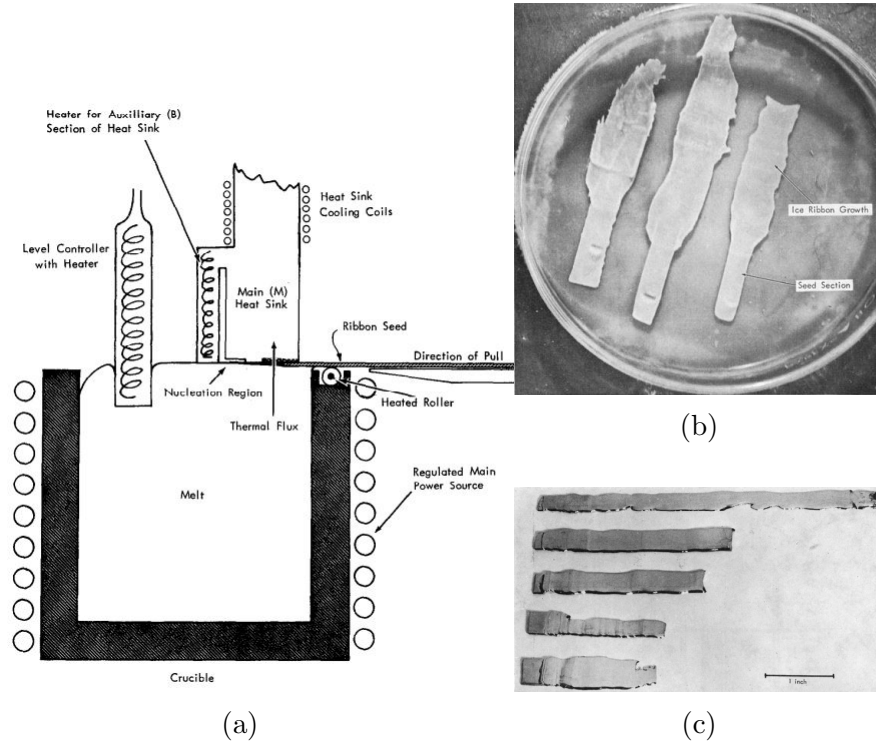 Heater for Auxilliary (B)
Section of Heat Sink
Heat Sink
Cooling Coils
Level Controller
with Heater
Main (M)
Heat Sink
Ribbon Seed
Direction of Pull
Nucleation Region
Heated Roller
Thermal Flux
Melt
Regulated Main
Power Source
Crucible
(a)
Ice Ribbon Growth
Seed Section
(b)
1 inch
(c)